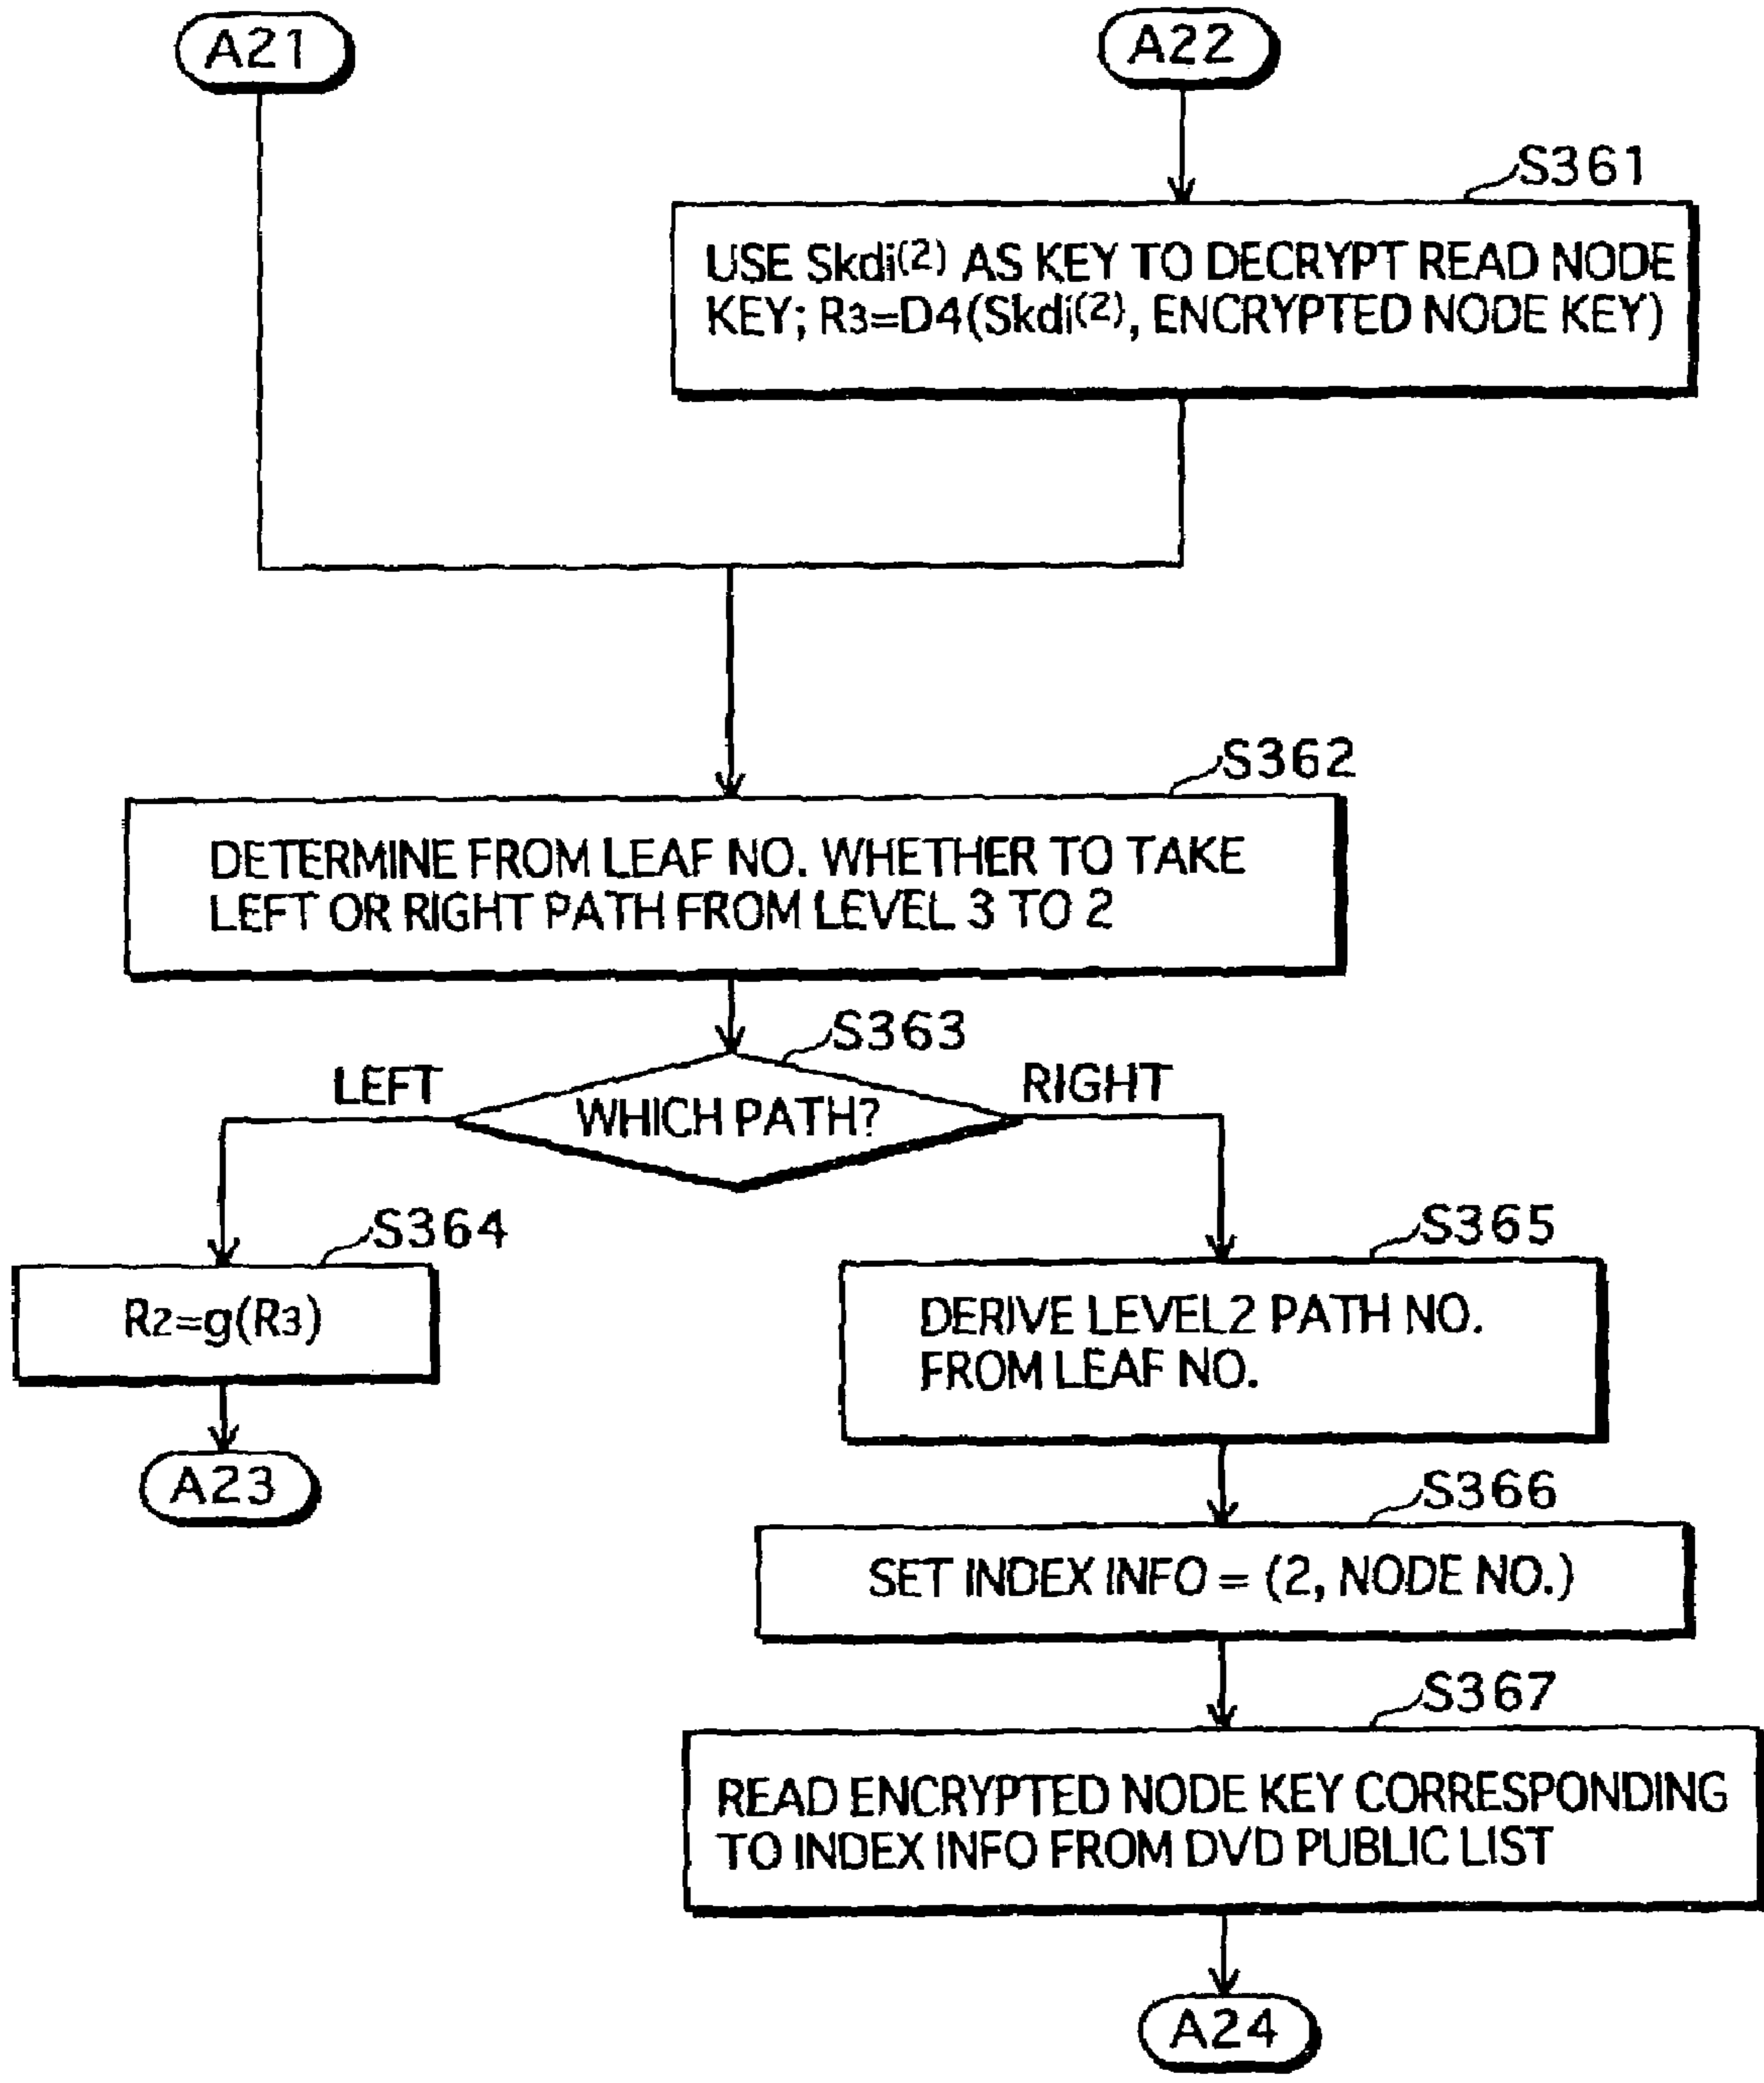 A21
A22
S361
USE Skdi(2) AS KEY TO DECRYPT READ NODE
KEY; R3=D4(Skdi(2), ENCRYPTED NODE KEY)
S362
DETERMINE FROM LEAF NO. WHETHER TO TAKE
LEFT OR RIGHT PATH FROM LEVEL 3 TO 2
S363
LEFT
WHICH PATH?
RIGHT
S364
R2=g(R3)
A23
S365
DERIVE LEVEL2 PATH NO.
FROM LEAF NO.
S366
SET INDEX INFO = (2, NODE NO.)
S367
READ ENCRYPTED NODE KEY CORRESPONDING
TO INDEX INFO FROM DVD PUBLIC LIST
A24